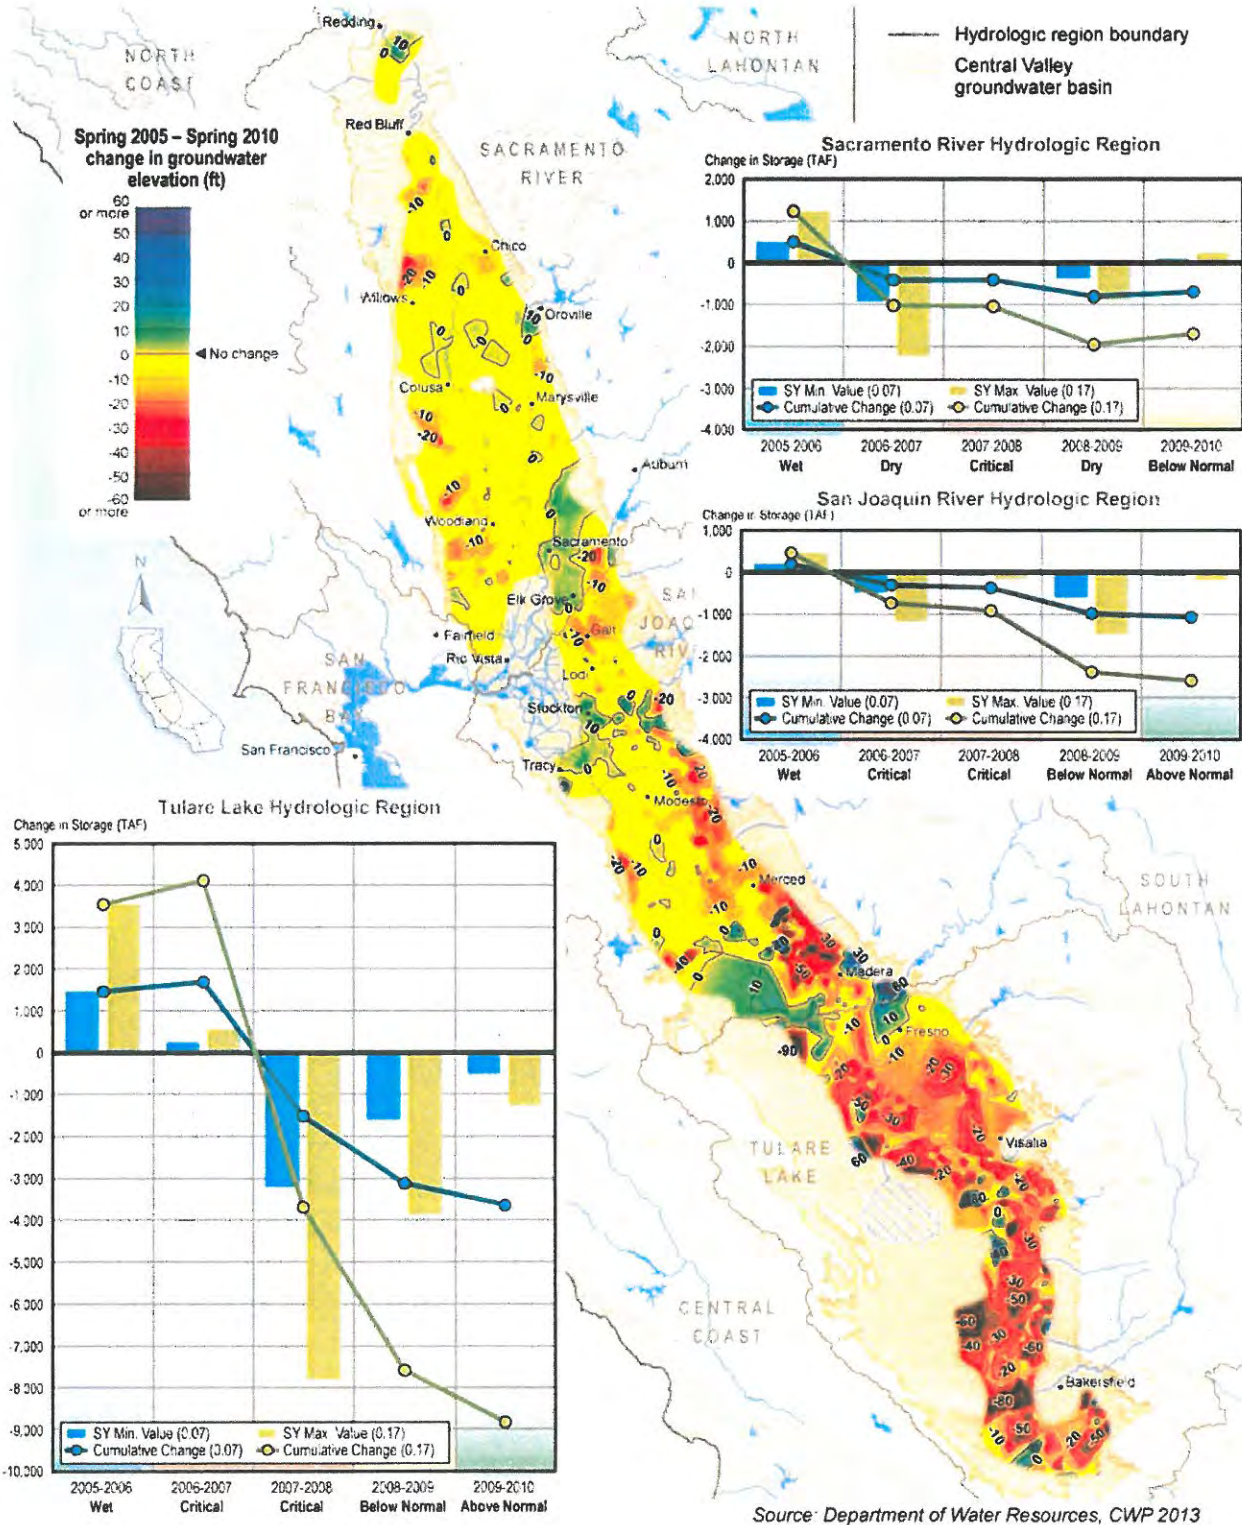 Redding
NORTH
COAST
NORTH
LAHONTAN
Hydrologic region boundary
Central Valley
groundwater basin
Red Bluff
SACRAMENTO
RIVER
Spring 2005 – Spring 2010
change in groundwater
elevation (ft)
60
or more
50
40
30
20
10
0
-10
-20
-30
-40
-50
-60
or more
No change
Chico
Willows
Oroville
Colusa
Marysville
Auburn
Woodland
Sacramento
Elk Grove
Galt
Fairfield
Rio Vista
Lodi
SAN
FRANCISCO
BAY
Stockton
San Francisco
Tracy
Modesto
Merced
Madera
Fresno
Visalia
Bakersfield
SOUTH
LAHONTAN
TULARE
LAKE
CENTRAL
COAST
N
Sacramento River Hydrologic Region
Change in Storage (TAF)
2,000
1,000
0
-1,000
-2,000
-3,000
-4,000
SY Min. Value (0.07)
SY Max. Value (0.17)
Cumulative Change (0.07)
Cumulative Change (0.17)
2005-2006
Wet
2006-2007
Dry
2007-2008
Critical
2008-2009
Dry
2009-2010
Below Normal
San Joaquin River Hydrologic Region
Change in Storage (TAF)
1,000
0
-1,000
-2,000
-3,000
-4,000
SY Min. Value (0.07)
SY Max. Value (0.17)
Cumulative Change (0.07)
Cumulative Change (0.17)
2005-2006
Wet
2006-2007
Critical
2007-2008
Critical
2008-2009
Below Normal
2009-2010
Above Normal
Tulare Lake Hydrologic Region
Change in Storage (TAF)
5,000
4,000
3,000
2,000
1,000
0
-1,000
-2,000
-3,000
-4,000
-5,000
-6,000
-7,000
-8,000
-9,000
-10,000
SY Min. Value (0.07)
SY Max. Value (0.17)
Cumulative Change (0.07)
Cumulative Change (0.17)
2005-2006
Wet
2006-2007
Critical
2007-2008
Critical
2008-2009
Below Normal
2009-2010
Above Normal
Source: Department of Water Resources, CWP 2013